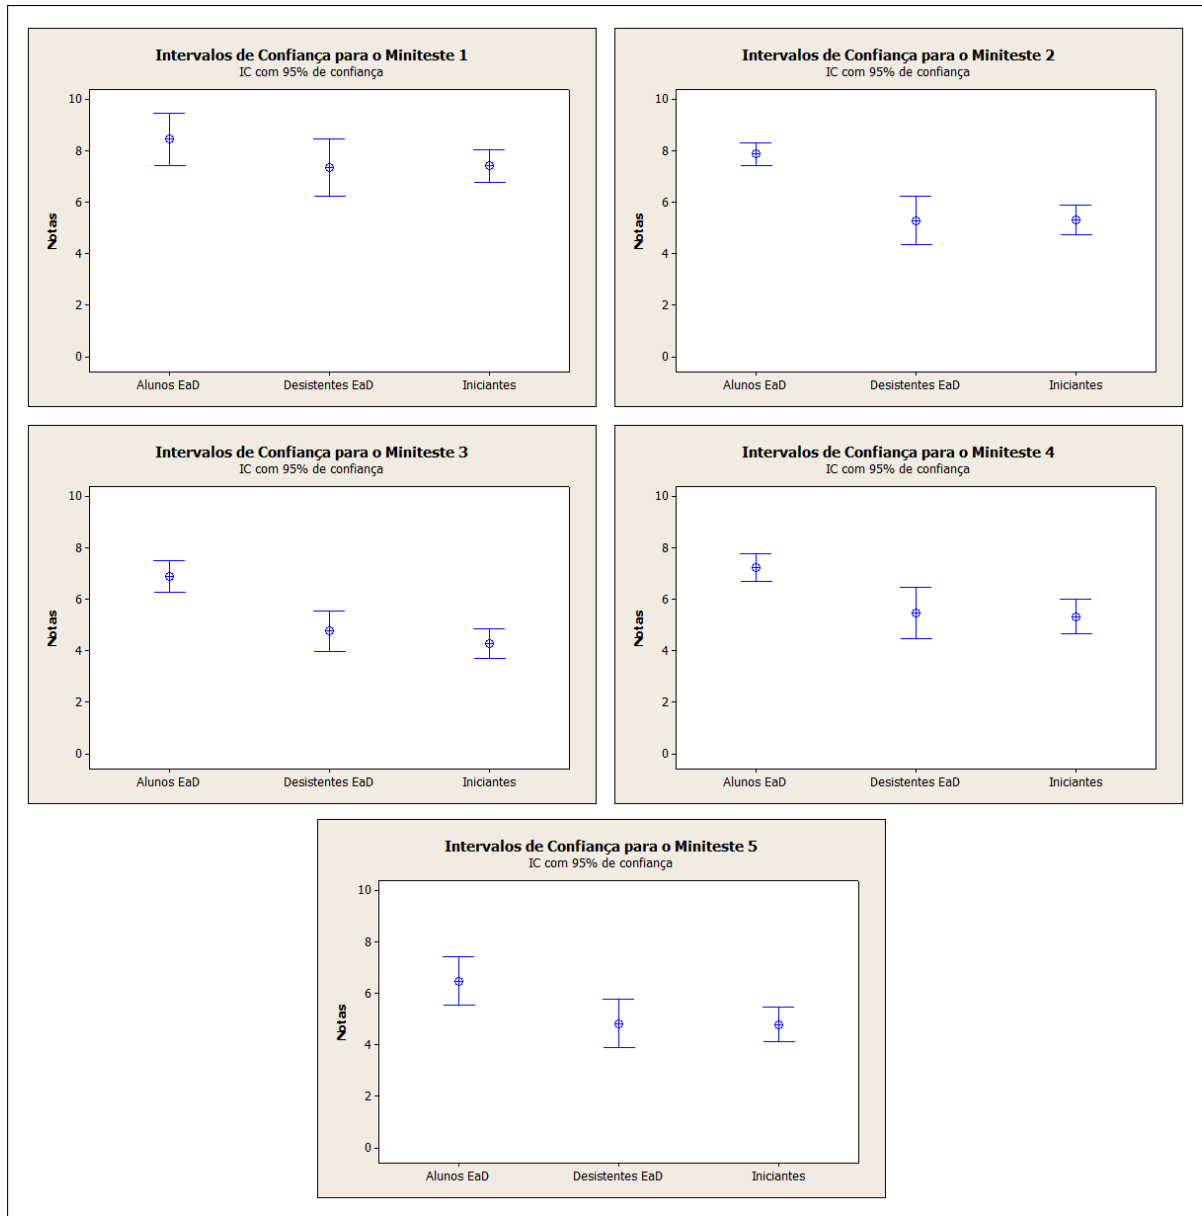 Intervalos de Confiança para o Miniteste 1
IC com 95% de confiança
10
8
6
4
2
0
Notas
Alunos EaD Desistentes EaD Iniciantes
Intervalos de Confiança para o Miniteste 2
IC com 95% de confiança
10
8
6
4
2
0
Notas
Alunos EaD Desistentes EaD Iniciantes
Intervalos de Confiança para o Miniteste 3
IC com 95% de confiança
10
8
6
4
2
0
Notas
Alunos EaD Desistentes EaD Iniciantes
Intervalos de Confiança para o Miniteste 4
IC com 95% de confiança
10
8
6
4
2
0
Notas
Alunos EaD Desistentes EaD Iniciantes
Intervalos de Confiança para o Miniteste 5
IC com 95% de confiança
10
8
6
4
2
0
Notas
Alunos EaD Desistentes EaD Iniciantes